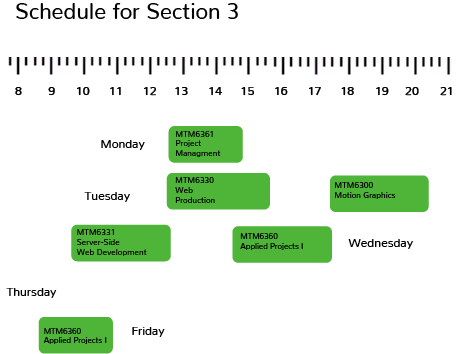 Schedule for Section 3
8 9 10 11 12 13 14 15 16 17 18 19 20 21
Monday
MTM6361
Project
Managment
Tuesday
MTM6330
Web
Production
MTM6300
Motion Graphics
MTM6331
Server-Side
Web Development
MTM6360
Applied Projects I
Wednesday
Thursday
MTM6360
Applied Projects I
Friday